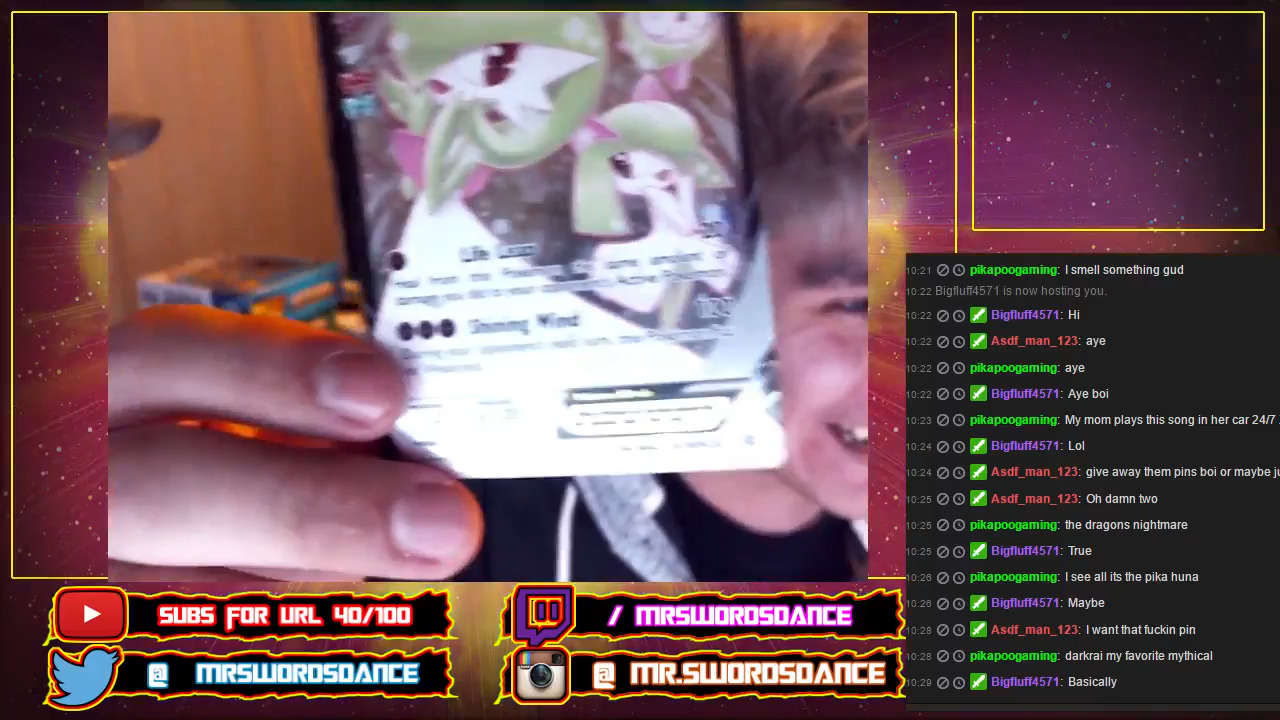 Life Leap
Shining Wind
120
10:21 pikapoogaming: I smell something gud
10:22 Bigfluff4571 is now hosting you.
10:22 Bigfluff4571: Hi
10:22 Asdf_man_123: aye
10:22 pikapoogaming: aye
10:22 Bigfluff4571: Aye boi
10:23 pikapoogaming: My mom plays this song in her car 24/7
10:24 Bigfluff4571: Lol
10:24 Asdf_man_123: give away them pins boi or maybe ju
10:25 Asdf_man_123: Oh damn two
10:25 pikapoogaming: the dragons nightmare
10:25 Bigfluff4571: True
10:26 pikapoogaming: I see all its the pika huna
10:26 Bigfluff4571: Maybe
10:28 Asdf_man_123: I want that fuckin pin
10:28 pikapoogaming: darkrai my favorite mythical
10:29 Bigfluff4571: Basically
SUBS FOR URL 40/100
/ MRSWORDSDANCE
@ MRSWORDSDANCE
@ MR.SWORDSDANCE